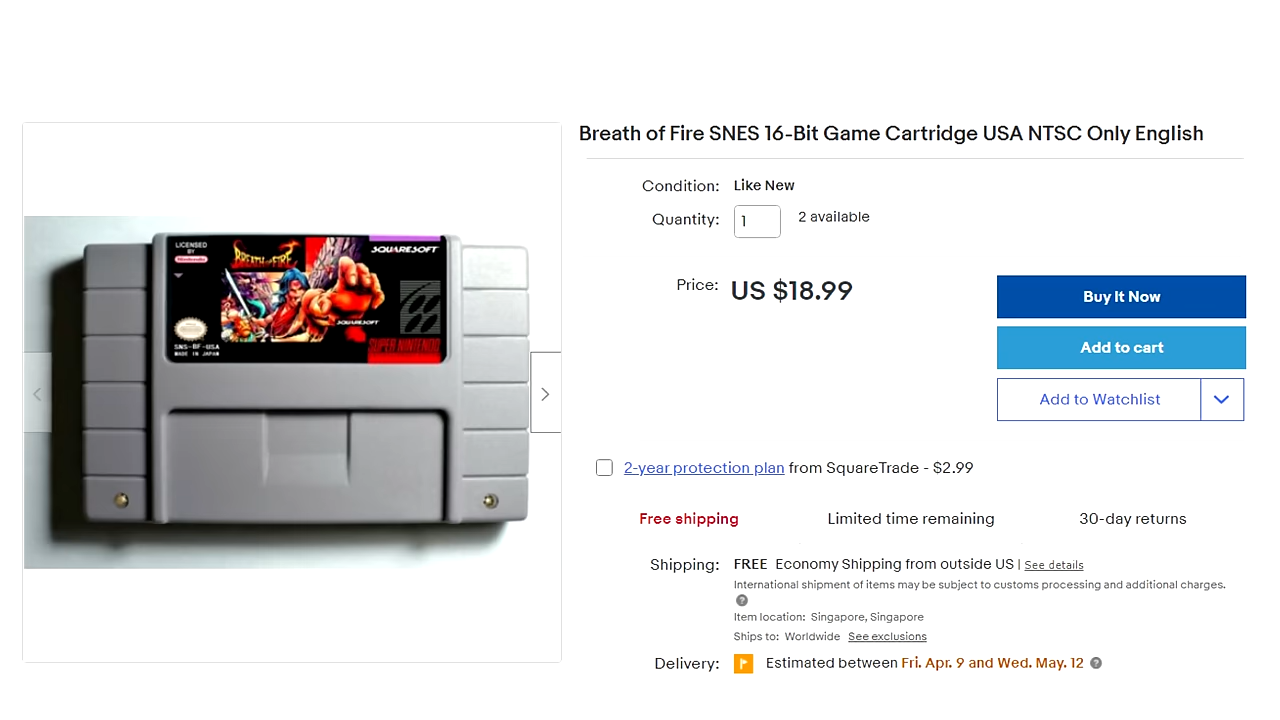 Breath of Fire SNES 16-Bit Game Cartridge USA NTSC Only English
Condition: Like New
Quantity: 1 2 available
Price: US $18.99
Buy It Now
Add to cart
Add to Watchlist
LICENSED
BY
Nintendo
BREATH OF FIRE
SQUARESOFT
SQUARESOFT
SNS-BF-USA
MADE IN JAPAN
SUPER NINTENDO
2-year protection plan from SquareTrade - $2.99
Free shipping Limited time remaining 30-day returns
Shipping: FREE Economy Shipping from outside US | See details
International shipment of items may be subject to customs processing and additional charges.
?
Item location: Singapore, Singapore
Ships to: Worldwide See exclusions
Delivery: Estimated between Fri. Apr. 9 and Wed. May. 12 ?